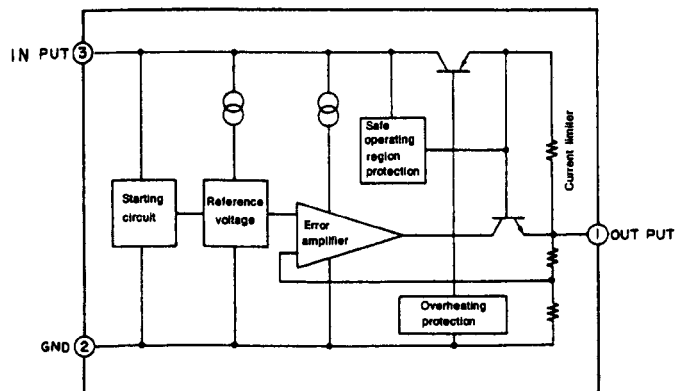 IN PUT 3
Safe
operating
region
protection
Current limiter
Starting
circuit
Reference
voltage
Error
amplifier
1 OUT PUT
Overheating
protection
GND 2